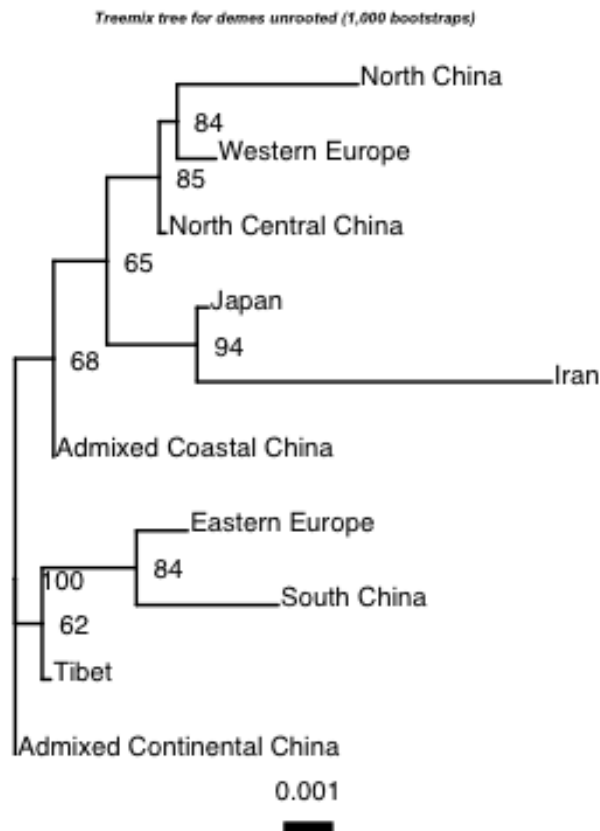 Treemix tree for demes unrooted (1,000 bootstraps)
North China
84
Western Europe
85
North Central China
65
Japan
94
68
Iran
Admixed Coastal China
Eastern Europe
84
100
South China
62
Tibet
Admixed Continental China
0.001